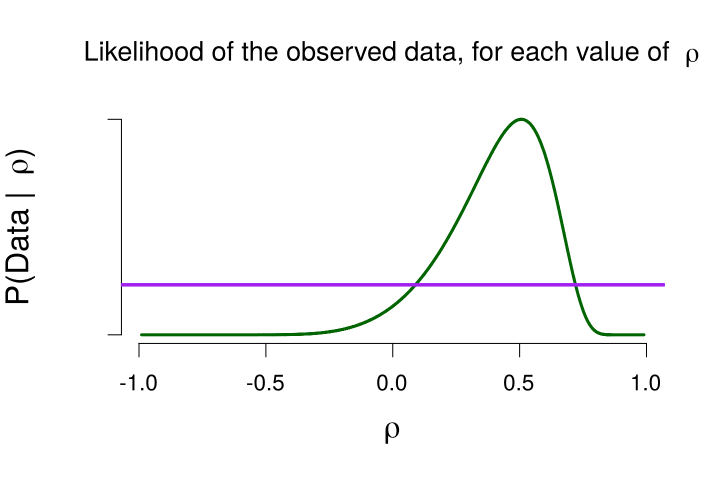 Likelihood of the observed data, for each value of ρ
P(Data | ρ)
-1.0 -0.5 0.0 0.5 1.0
ρ